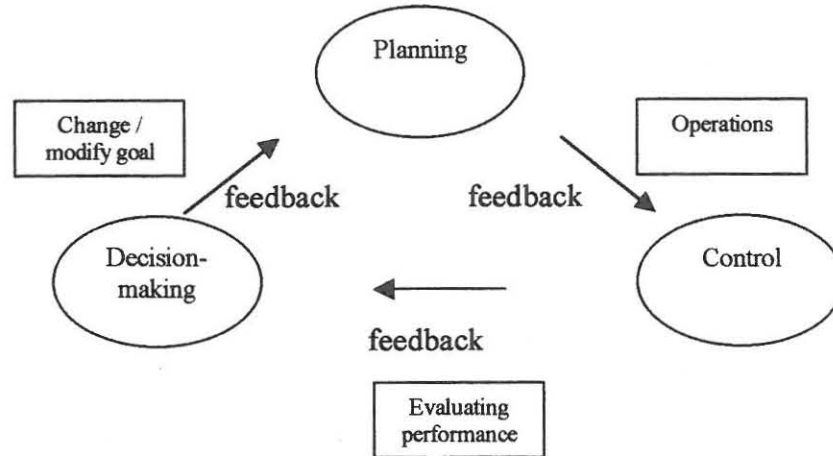 Planning
Change /
modify goal
Operations
feedback
feedback
Decision-
making
Control
feedback
Evaluating
performance